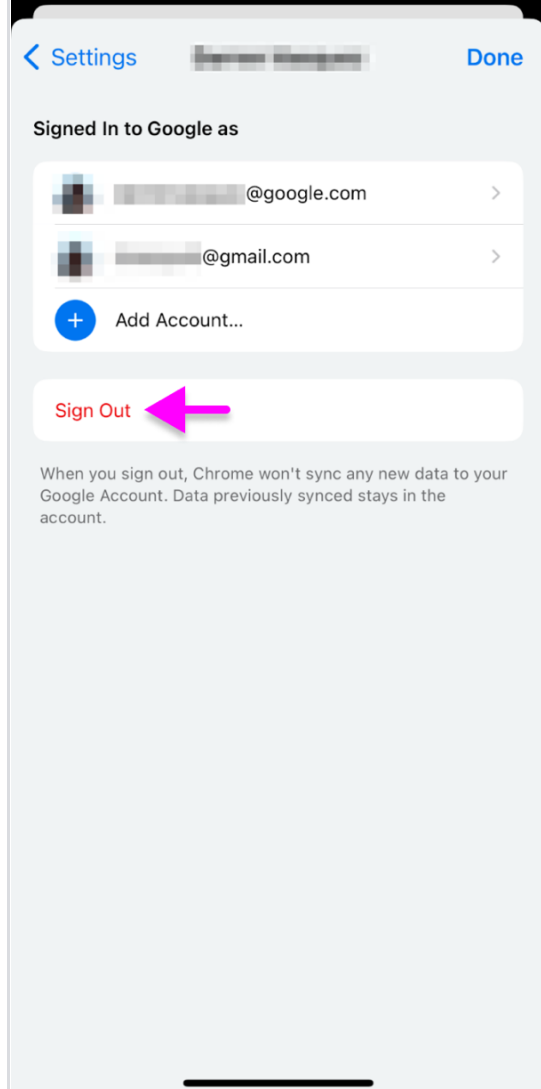 Settings
Done
Signed In to Google as
@google.com
@gmail.com
Add Account...
Sign Out
When you sign out, Chrome won't sync any new data to your
Google Account. Data previously synced stays in the
account.